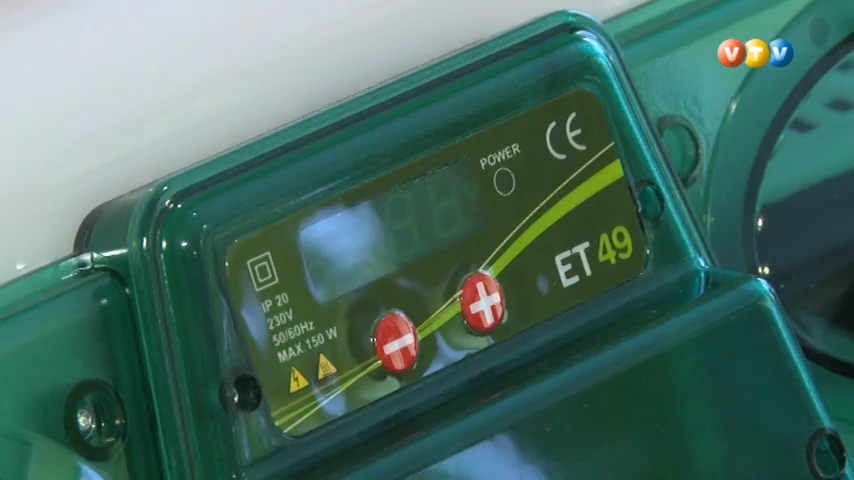 VTV
POWER
CE
IP 20
230V
50/60Hz
MAX.150 W
ET 49